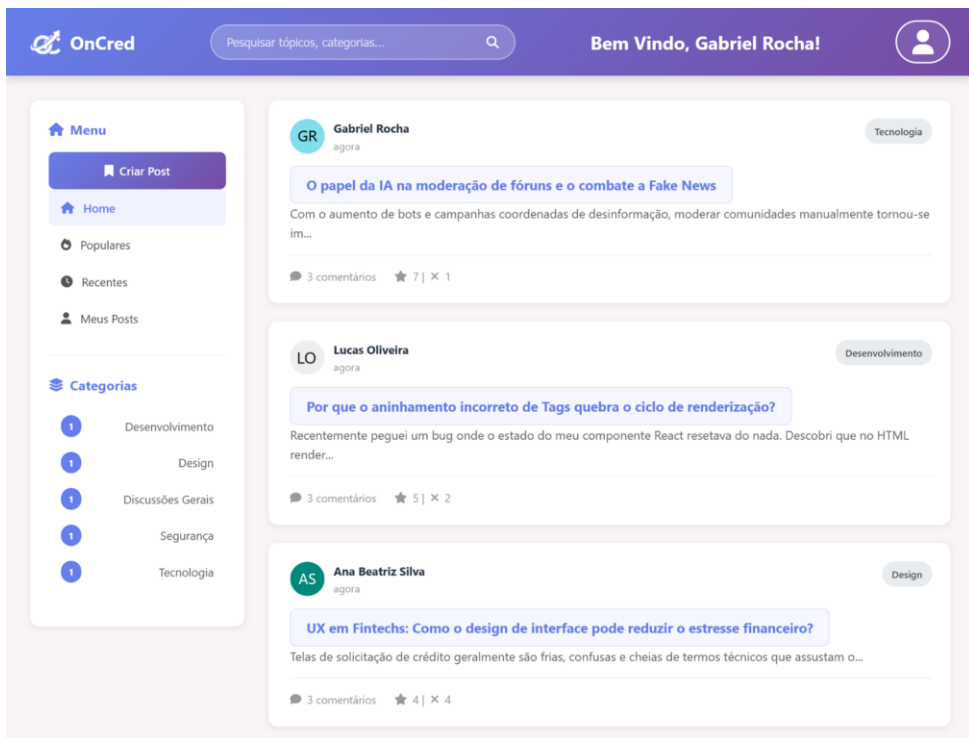 OnCred
Pesquisar tópicos, categorias...
Bem Vindo, Gabriel Rocha!
Menu
Criar Post
Home
Populares
Recentes
Meus Posts
Categorias
1 Desenvolvimento
1 Design
1 Discussões Gerais
1 Segurança
1 Tecnologia
GR
Gabriel Rocha
agora
Tecnologia
O papel da IA na moderação de fóruns e o combate a Fake News
Com o aumento de bots e campanhas coordenadas de desinformação, moderar comunidades manualmente tornou-se
im...
3 comentários 7 | ✕ 1
LO
Lucas Oliveira
agora
Desenvolvimento
Por que o aninhamento incorreto de Tags quebra o ciclo de renderização?
Recentemente peguei um bug onde o estado do meu componente React resetava do nada. Descobri que no HTML
render...
3 comentários 5 | ✕ 2
AS
Ana Beatriz Silva
agora
Design
UX em Fintechs: Como o design de interface pode reduzir o estresse financeiro?
Telas de solicitação de crédito geralmente são frias, confusas e cheias de termos técnicos que assustam o...
3 comentários 4 | ✕ 4